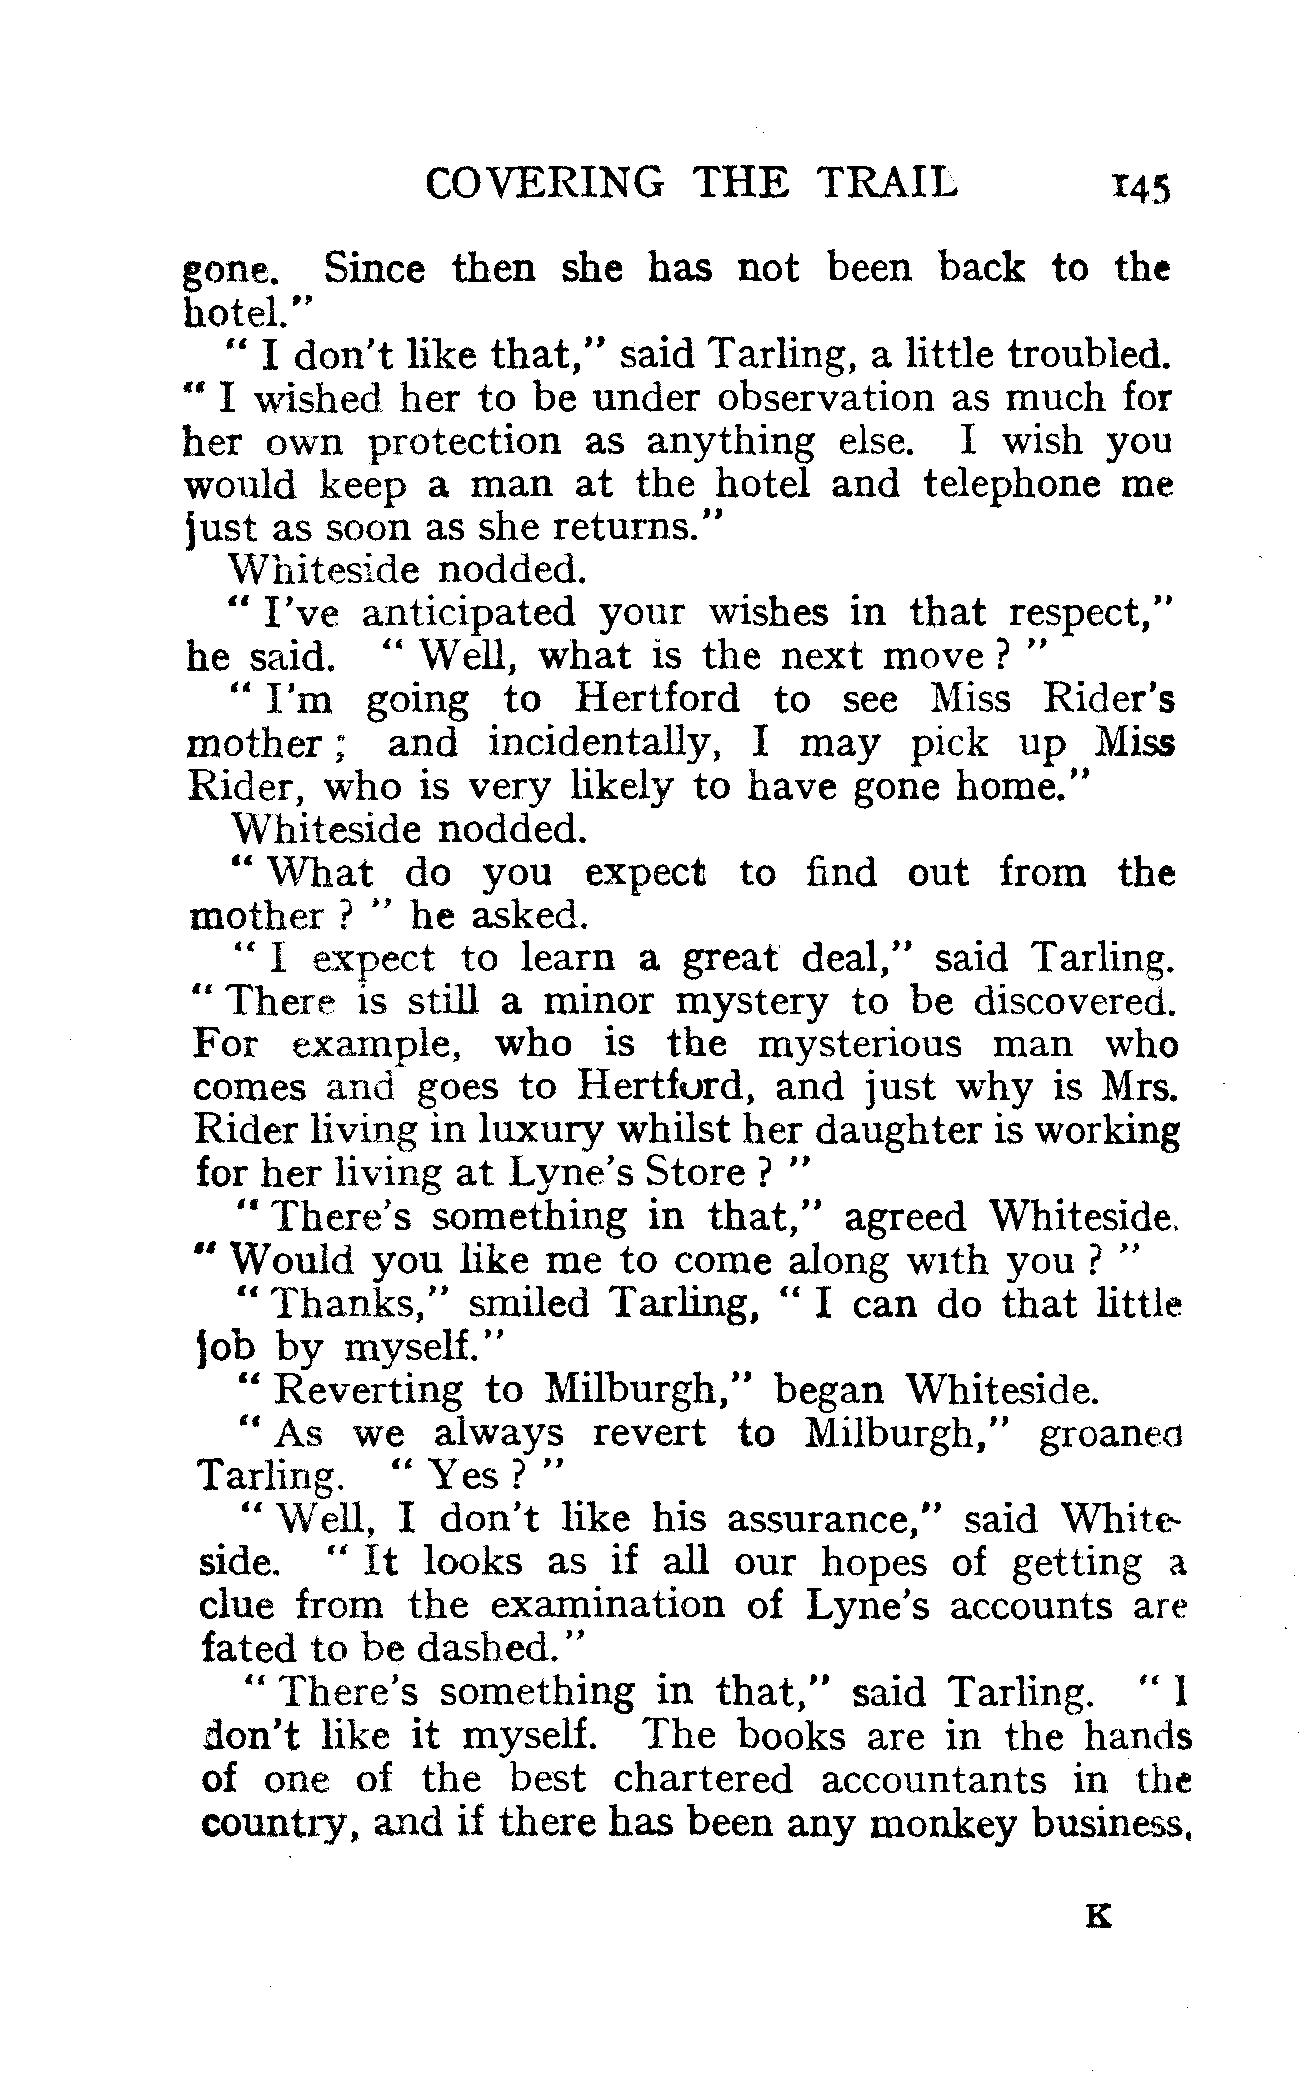 COVERING THE TRAIL 145
gone. Since then she has not been back to the
hotel."
" I don't like that," said Tarling, a little troubled.
" I wished her to be under observation as much for
her own protection as anything else. I wish you
would keep a man at the hotel and telephone me
just as soon as she returns."
Whiteside nodded.
" I've anticipated your wishes in that respect,"
he said. " Well, what is the next move ? "
" I'm going to Hertford to see Miss Rider's
mother ; and incidentally, I may pick up Miss
Rider, who is very likely to have gone home."
Whiteside nodded.
" What do you expect to find out from the
mother ? " he asked.
" I expect to learn a great deal," said Tarling.
" There is still a minor mystery to be discovered.
For example, who is the mysterious man who
comes and goes to Hertford, and just why is Mrs.
Rider living in luxury whilst her daughter is working
for her living at Lyne's Store ? "
" There's something in that," agreed Whiteside.
" Would you like me to come along with you ? "
" Thanks," smiled Tarling, " I can do that little
job by myself."
" Reverting to Milburgh," began Whiteside.
" As we always revert to Milburgh," groaned
Tarling. " Yes ? "
" Well, I don't like his assurance," said White-
side. " It looks as if all our hopes of getting a
clue from the examination of Lyne's accounts are
fated to be dashed."
" There's something in that," said Tarling. " I
don't like it myself. The books are in the hands
of one of the best chartered accountants in the
country, and if there has been any monkey business,
K